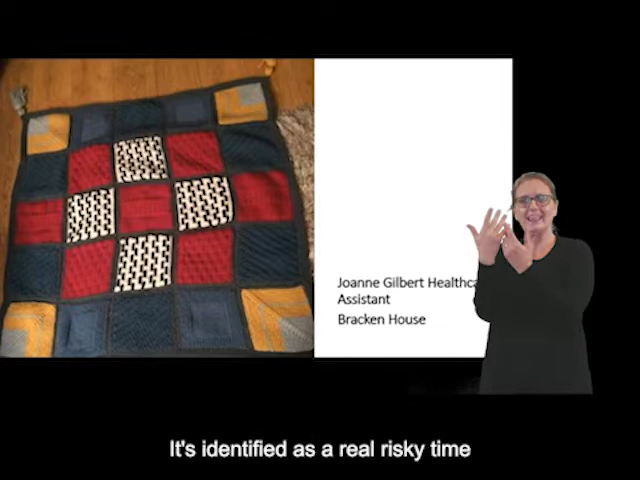 Joanne Gilbert Healthca
Assistant
Bracken House
It's identified as a real risky time